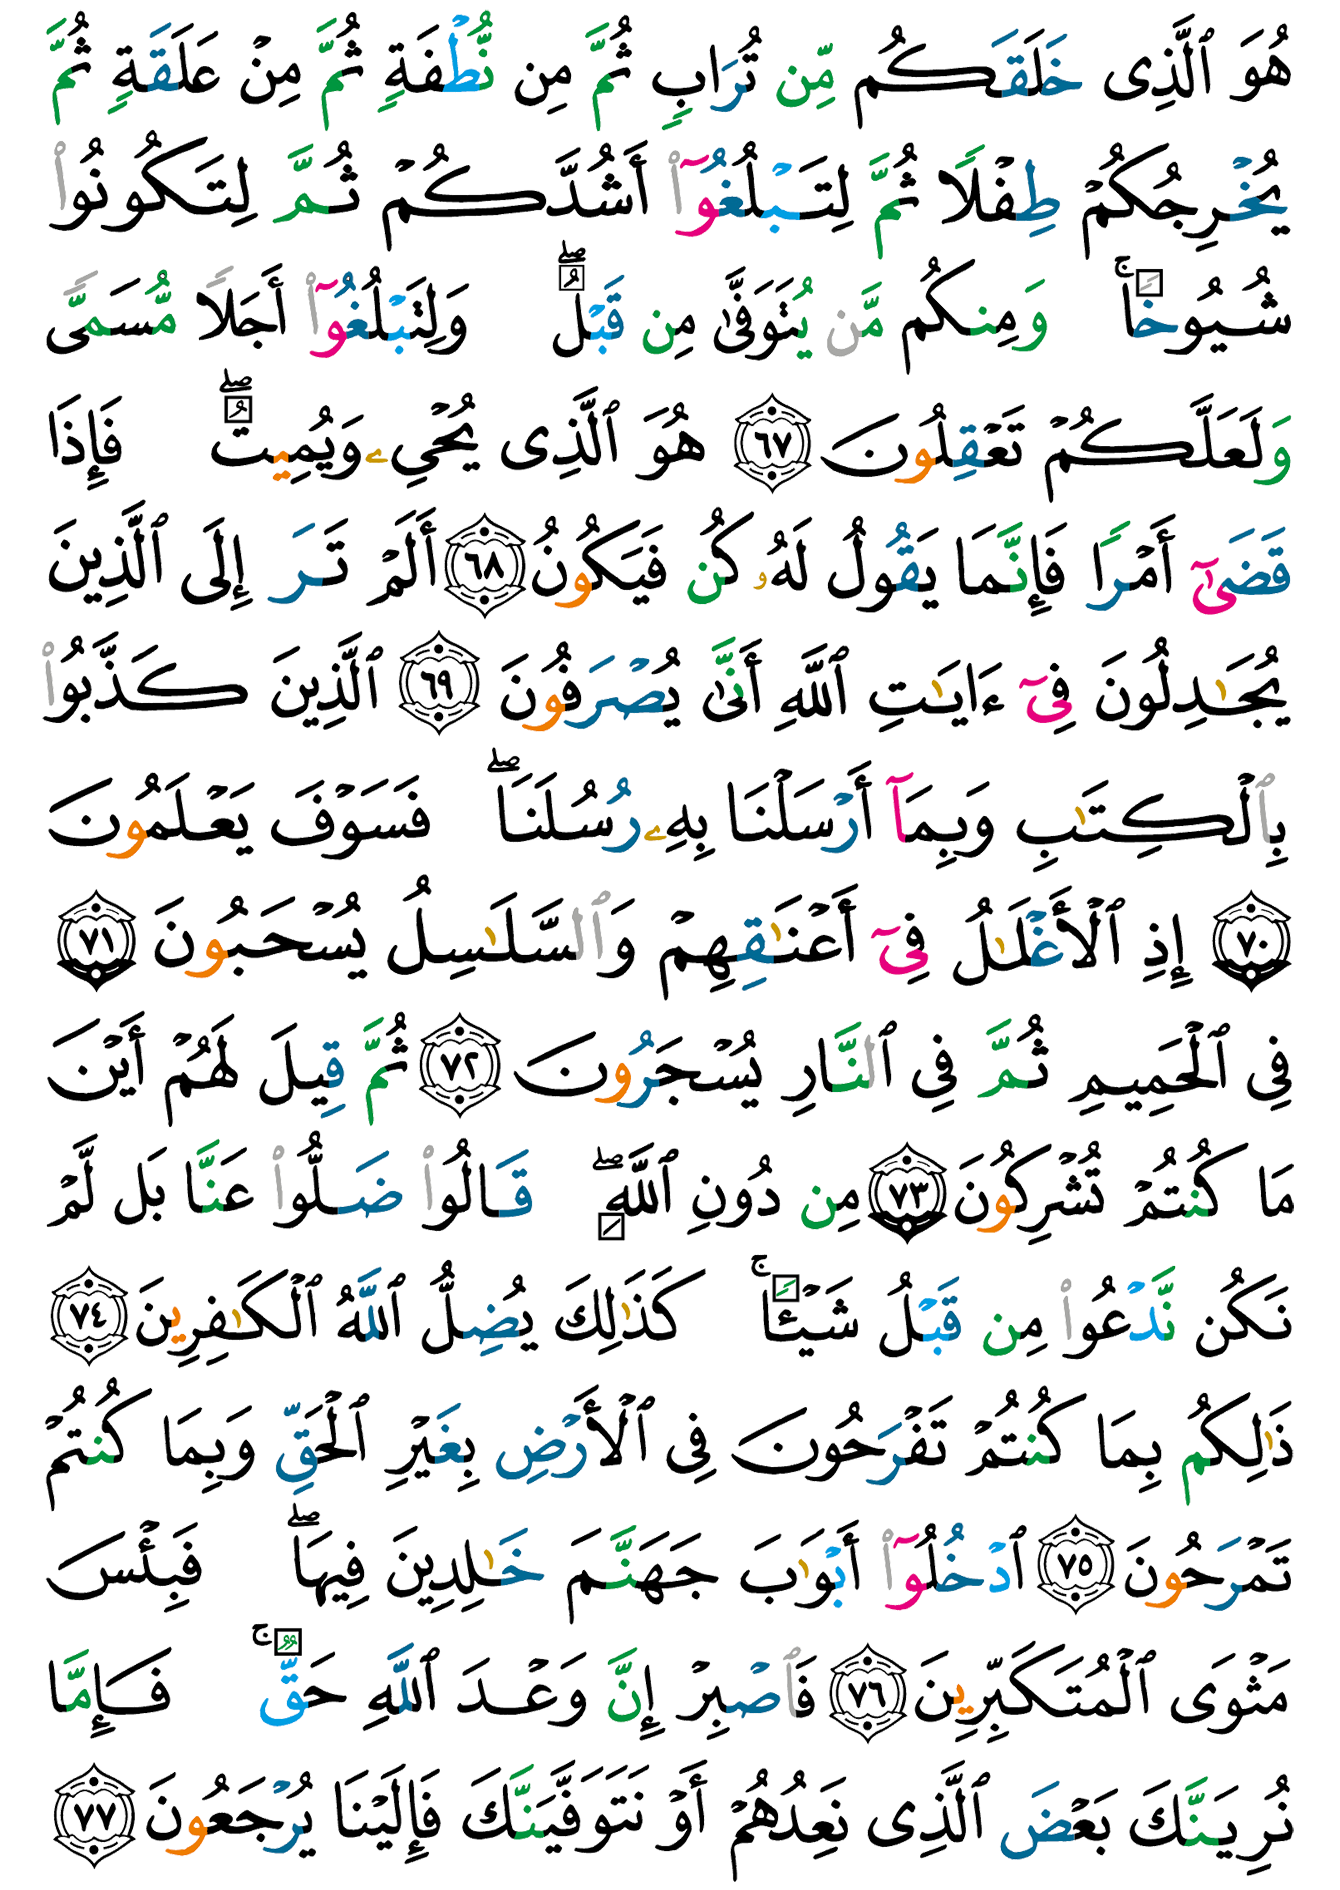 هُوَ ٱلَّذِى خَلَقَكُم مِّن تُرَابٍ ثُمَّ مِن نُّطْفَةٍ ثُمَّ مِنْ عَلَقَةٍ ثُمَّ
يُخْرِجُكُمْ طِفْلًا ثُمَّ لِتَبْلُغُوٓا۟ أَشُدَّكُمْ ثُمَّ لِتَكُونُوا۟
شُيُوخًا ۚ وَمِنكُم مَّن يُتَوَفَّىٰ مِن قَبْلُ ۖ وَلِتَبْلُغُوٓا۟ أَجَلًا مُّسَمًّى
وَلَعَلَّكُمْ تَعْقِلُونَ ٦٧ هُوَ ٱلَّذِى يُحْىِۦ وَيُمِيتُ ۖ فَإِذَا
قَضَىٰٓ أَمْرًا فَإِنَّمَا يَقُولُ لَهُۥ كُن فَيَكُونُ ٦٨ أَلَمْ تَرَ إِلَى ٱلَّذِينَ
يُجَـٰدِلُونَ فِىٓ ءَايَـٰتِ ٱللَّهِ أَنَّىٰ يُصْرَفُونَ ٦٩ ٱلَّذِينَ كَذَّبُوا۟
بِٱلْكِتَـٰبِ وَبِمَآ أَرْسَلْنَا بِهِۦ رُسُلَنَا ۖ فَسَوْفَ يَعْلَمُونَ
٧٠ إِذِ ٱلْأَغْلَـٰلُ فِىٓ أَعْنَـٰقِهِمْ وَٱلسَّلَـٰسِلُ يُسْحَبُونَ ٧١
فِى ٱلْحَمِيمِ ثُمَّ فِى ٱلنَّارِ يُسْجَرُونَ ٧٢ ثُمَّ قِيلَ لَهُمْ أَيْنَ
مَا كُنتُمْ تُشْرِكُونَ ٧٣ مِن دُونِ ٱللَّهِ ۖ قَالُوا۟ ضَلُّوا۟ عَنَّا بَل لَّمْ
نَكُن نَّدْعُوا۟ مِن قَبْلُ شَيْـًٔا ۚ كَذَٰلِكَ يُضِلُّ ٱللَّهُ ٱلْكَـٰفِرِينَ ٧٤
ذَٰلِكُم بِمَا كُنتُمْ تَفْرَحُونَ فِى ٱلْأَرْضِ بِغَيْرِ ٱلْحَقِّ وَبِمَا كُنتُمْ
تَمْرَحُونَ ٧٥ ٱدْخُلُوٓا۟ أَبْوَٰبَ جَهَنَّمَ خَـٰلِدِينَ فِيهَا ۖ فَبِئْسَ
مَثْوَى ٱلْمُتَكَبِّرِينَ ٧٦ فَٱصْبِرْ إِنَّ وَعْدَ ٱللَّهِ حَقٌّ ۚ فَإِمَّا
نُرِيَنَّكَ بَعْضَ ٱلَّذِى نَعِدُهُمْ أَوْ نَتَوَفَّيَنَّكَ فَإِلَيْنَا يُرْجَعُونَ ٧٧